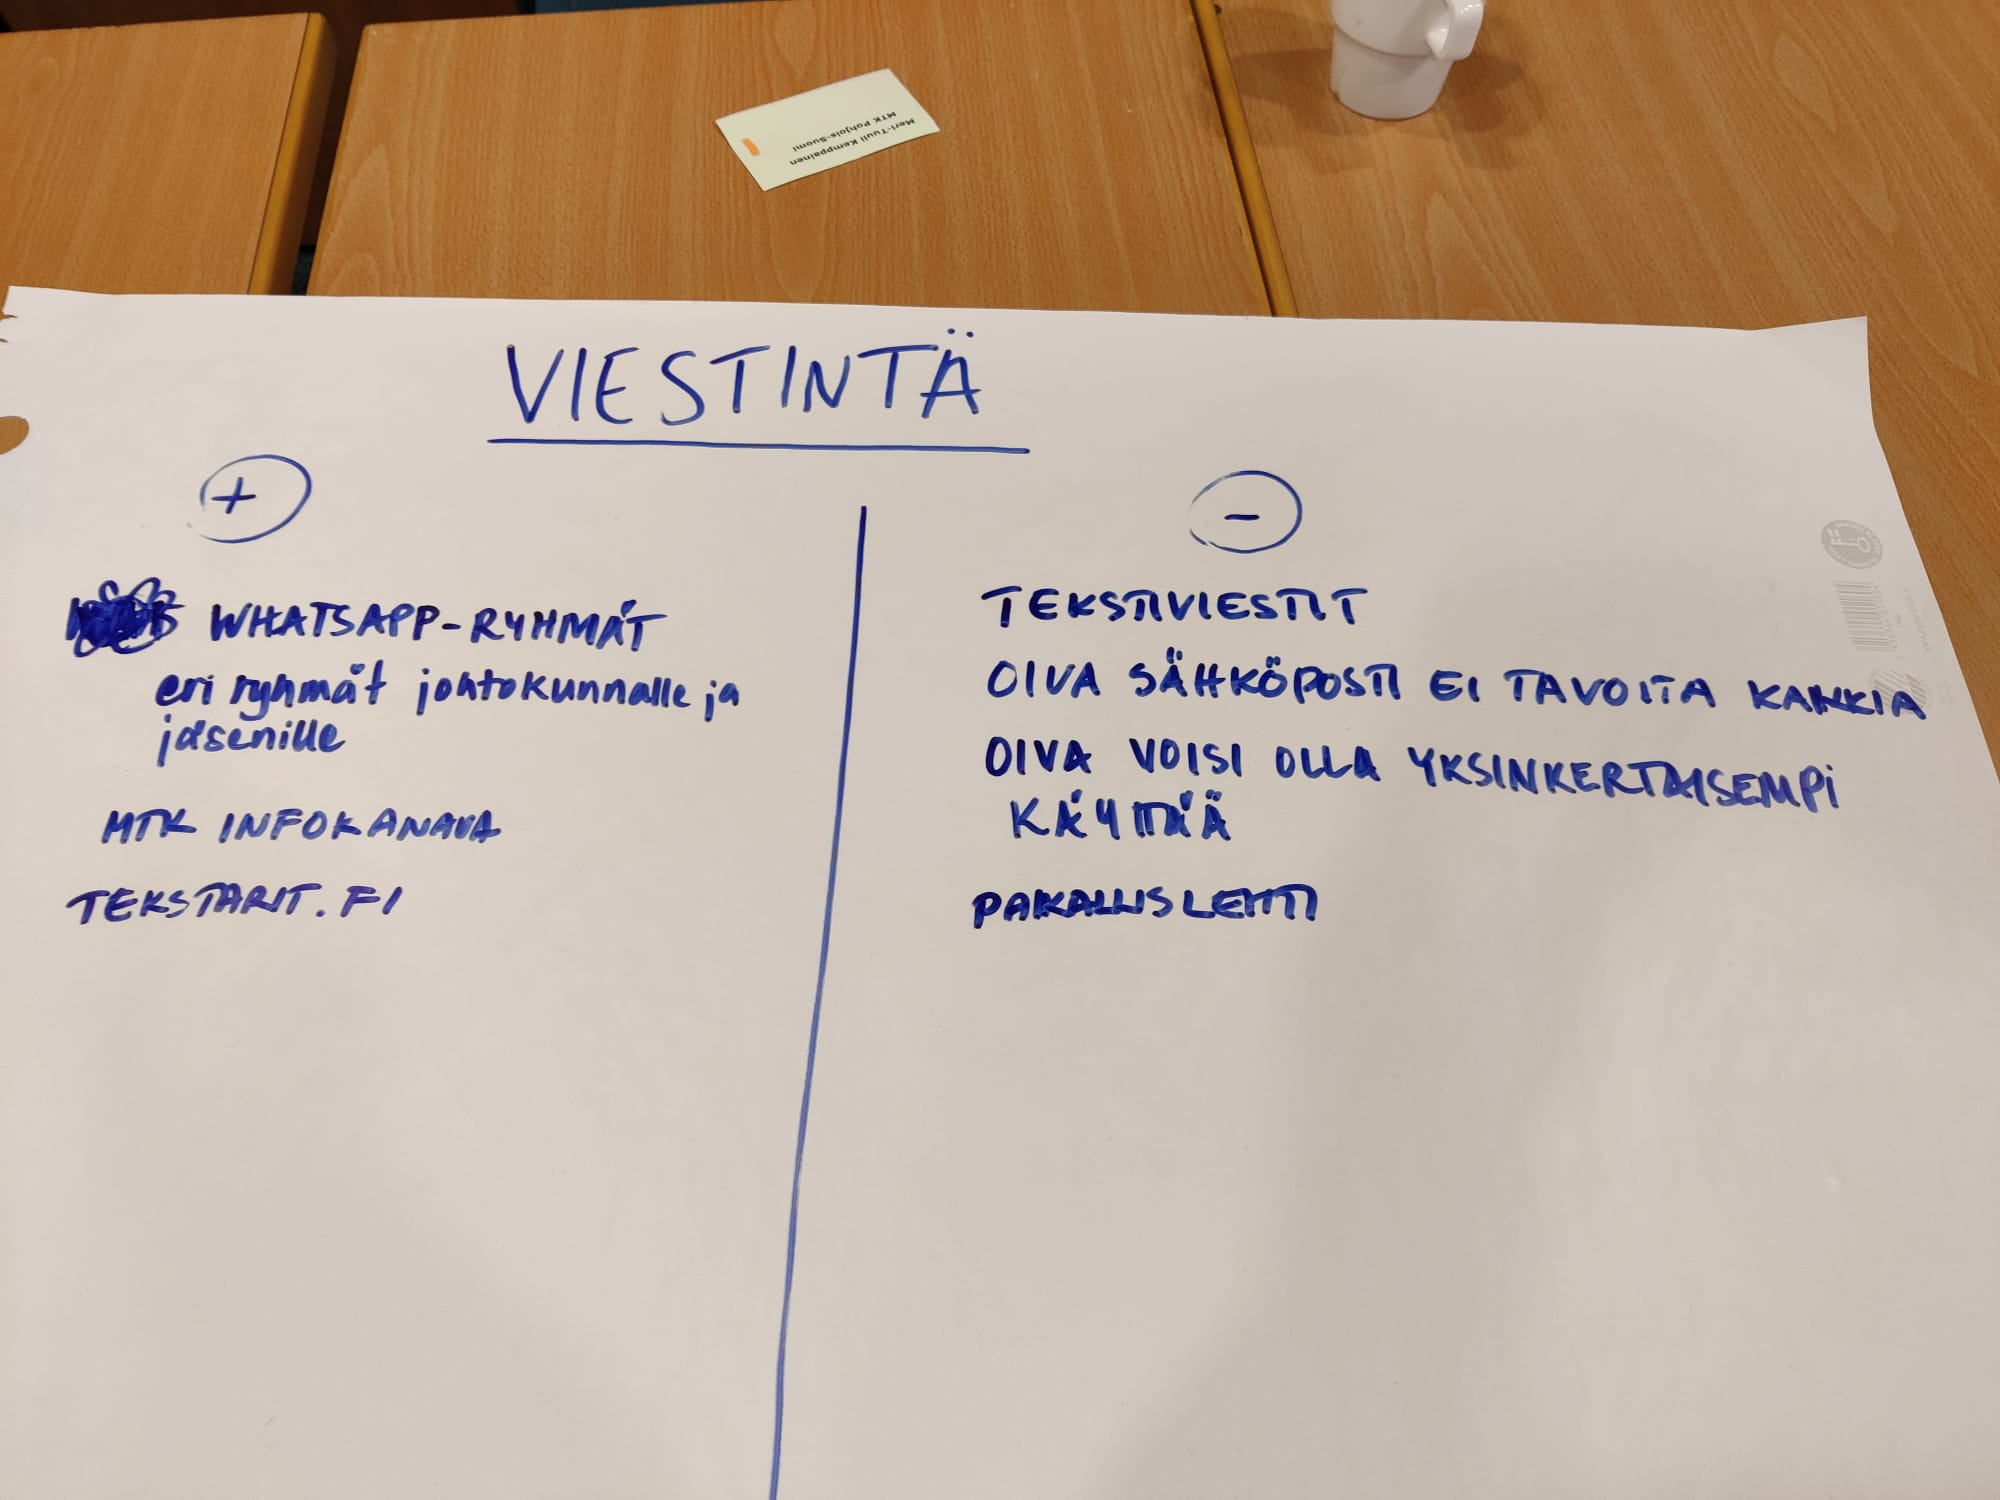 Meri-Tuuli Kemppainen
MTK Pohjois-Suomi
VIESTINTÄ
+
-
WHATSAPP-RYHMÄT
eri ryhmät johtokunnalle ja
jäsenille
MTK INFOKANAVA
TEKSTARIT.FI
TEKSTIVIESTIT
OIVA SÄHKÖPOSTI EI TAVOITA KAIKKIA
OIVA VOISI OLLA YKSINKERTAISEMPI
KÄYTTÄÄ
PAIKALLISLEHTI